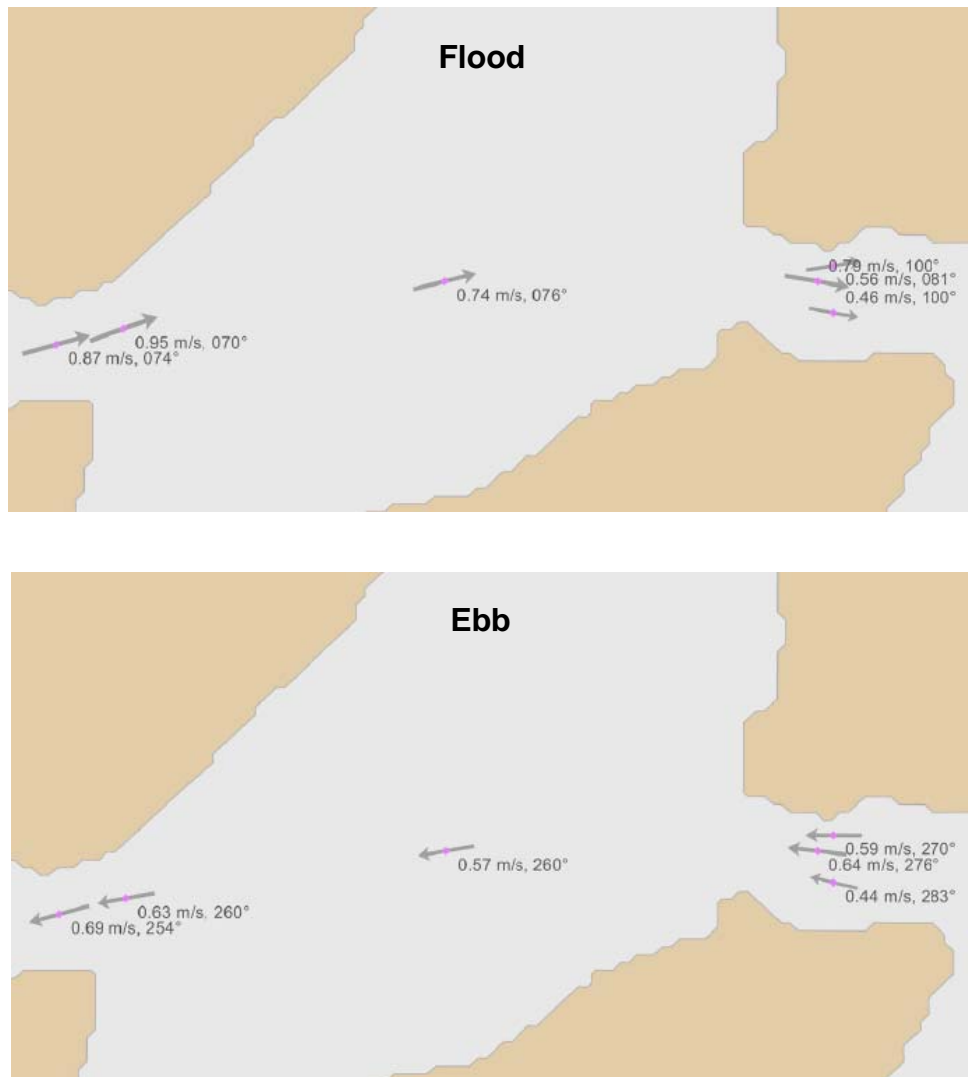 Flood
0.79 m/s, 100°
0.56 m/s, 081°
0.46 m/s, 100°
0.74 m/s, 076°
0.95 m/s, 070°
0.87 m/s, 074°
Ebb
0.59 m/s, 270°
0.64 m/s, 276°
0.57 m/s, 260°
0.44 m/s, 283°
0.63 m/s, 260°
0.69 m/s, 254°